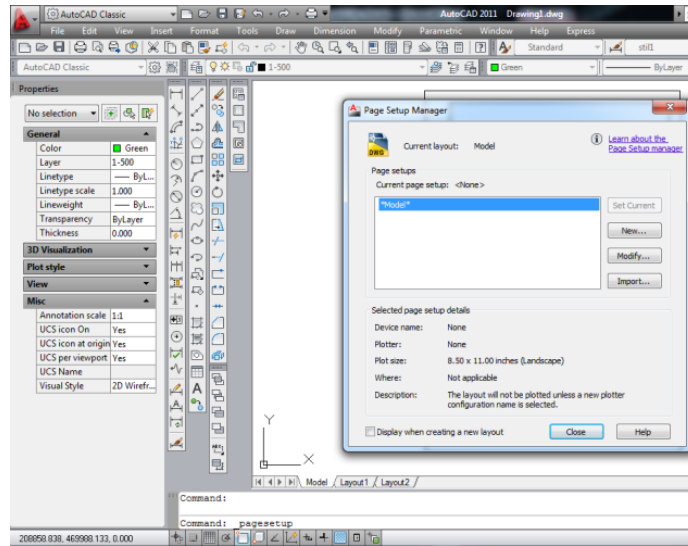 AutoCAD Classic
AutoCAD 2011 Drawing1.dwg
File Edit View Insert Format Tools Draw Dimension Modify Parametric Window Help Express
Standard
stil1
AutoCAD Classic
1-500
Green
ByLayer
Properties
No selection
General
Color Green
Layer 1-500
Linetype ByL...
Linetype scale 1.000
Lineweight ByL...
Transparency ByLayer
Thickness 0.000
3D Visualization
Plot style
View
Misc
Annotation scale 1:1
UCS icon On Yes
UCS icon at origin Yes
UCS per viewport Yes
UCS Name
Visual Style 2D Wirefr...
Page Setup Manager
DWG
Current layout: Model
Learn about the
Page Setup manager
Page setups
Current page setup: <None>
*Model*
Set Current
New...
Modify...
Import...
Selected page setup details
Device name: None
Plotter: None
Plot size: 8.50 x 11.00 inches (Landscape)
Where: Not applicable
Description: The layout will not be plotted unless a new plotter
configuration name is selected.
Display when creating a new layout
Close
Help
Y
X
A
Model / Layout1 / Layout2 /
Command:
Command: _pagesetup
208858.838, 469988.133, 0.000